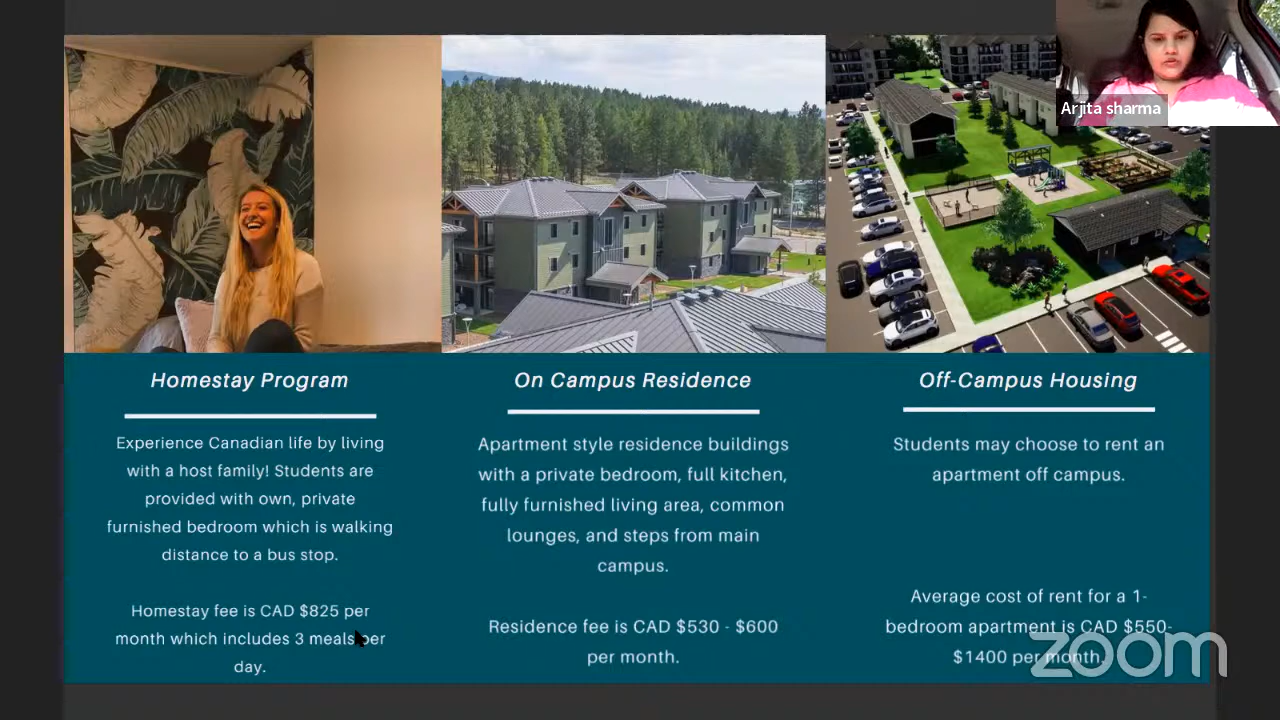 Arjita sharma
Homestay Program
Experience Canadian life by living
with a host family! Students are
provided with own, private
furnished bedroom which is walking
distance to a bus stop.
Homestay fee is CAD $825 per
month which includes 3 meals per
day.
On Campus Residence
Apartment style residence buildings
with a private bedroom, full kitchen,
fully furnished living area, common
lounges, and steps from main
campus.
Residence fee is CAD $530 - $600
per month.
Off-Campus Housing
Students may choose to rent an
apartment off campus.
Average cost of rent for a 1-
bedroom apartment is CAD $550-
$1400 per month.
zoom